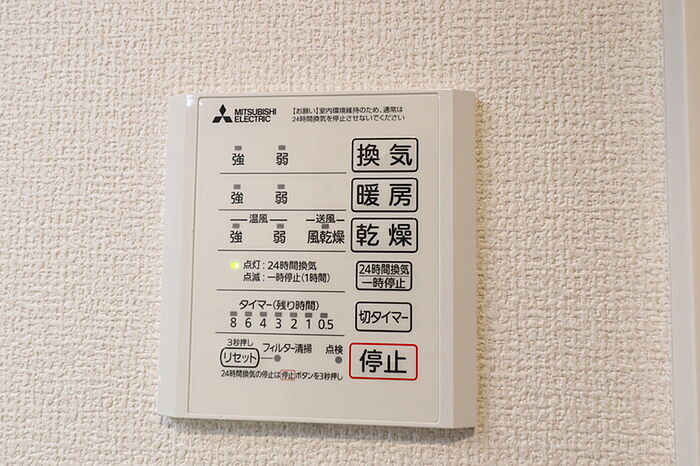 MITSUBISHI
ELECTRIC
【お願い】室内環境維持のため、通常は
24時間換気を停止させないでください
強 弱 換気
強 弱 暖房
温風 送風
強 弱 風乾燥 乾燥
点灯:24時間換気
点滅:一時停止(1時間)
24時間換気
一時停止
タイマー(残り時間)
8 6 4 3 2 1 0.5
切タイマー
3秒押し
リセット フィルター清掃 点検
停止
24時間換気の停止は停止ボタンを3秒押し